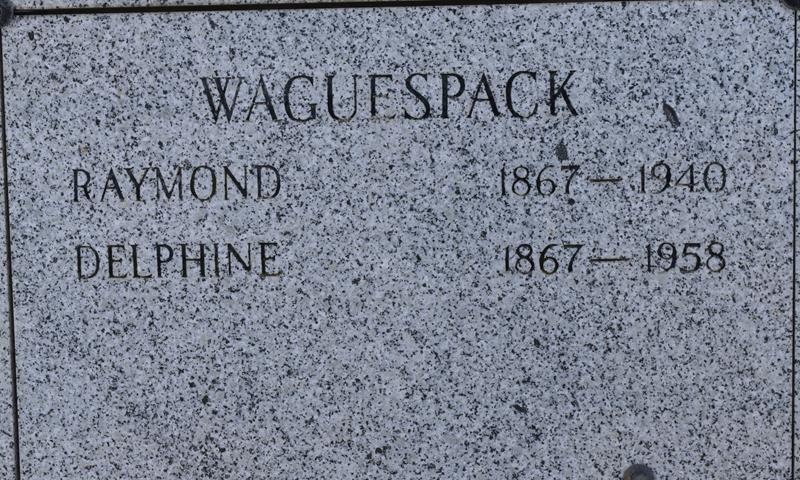 WAGUESPACK
RAYMOND 1867 — 1940
DELPHINE 1867 — 1958